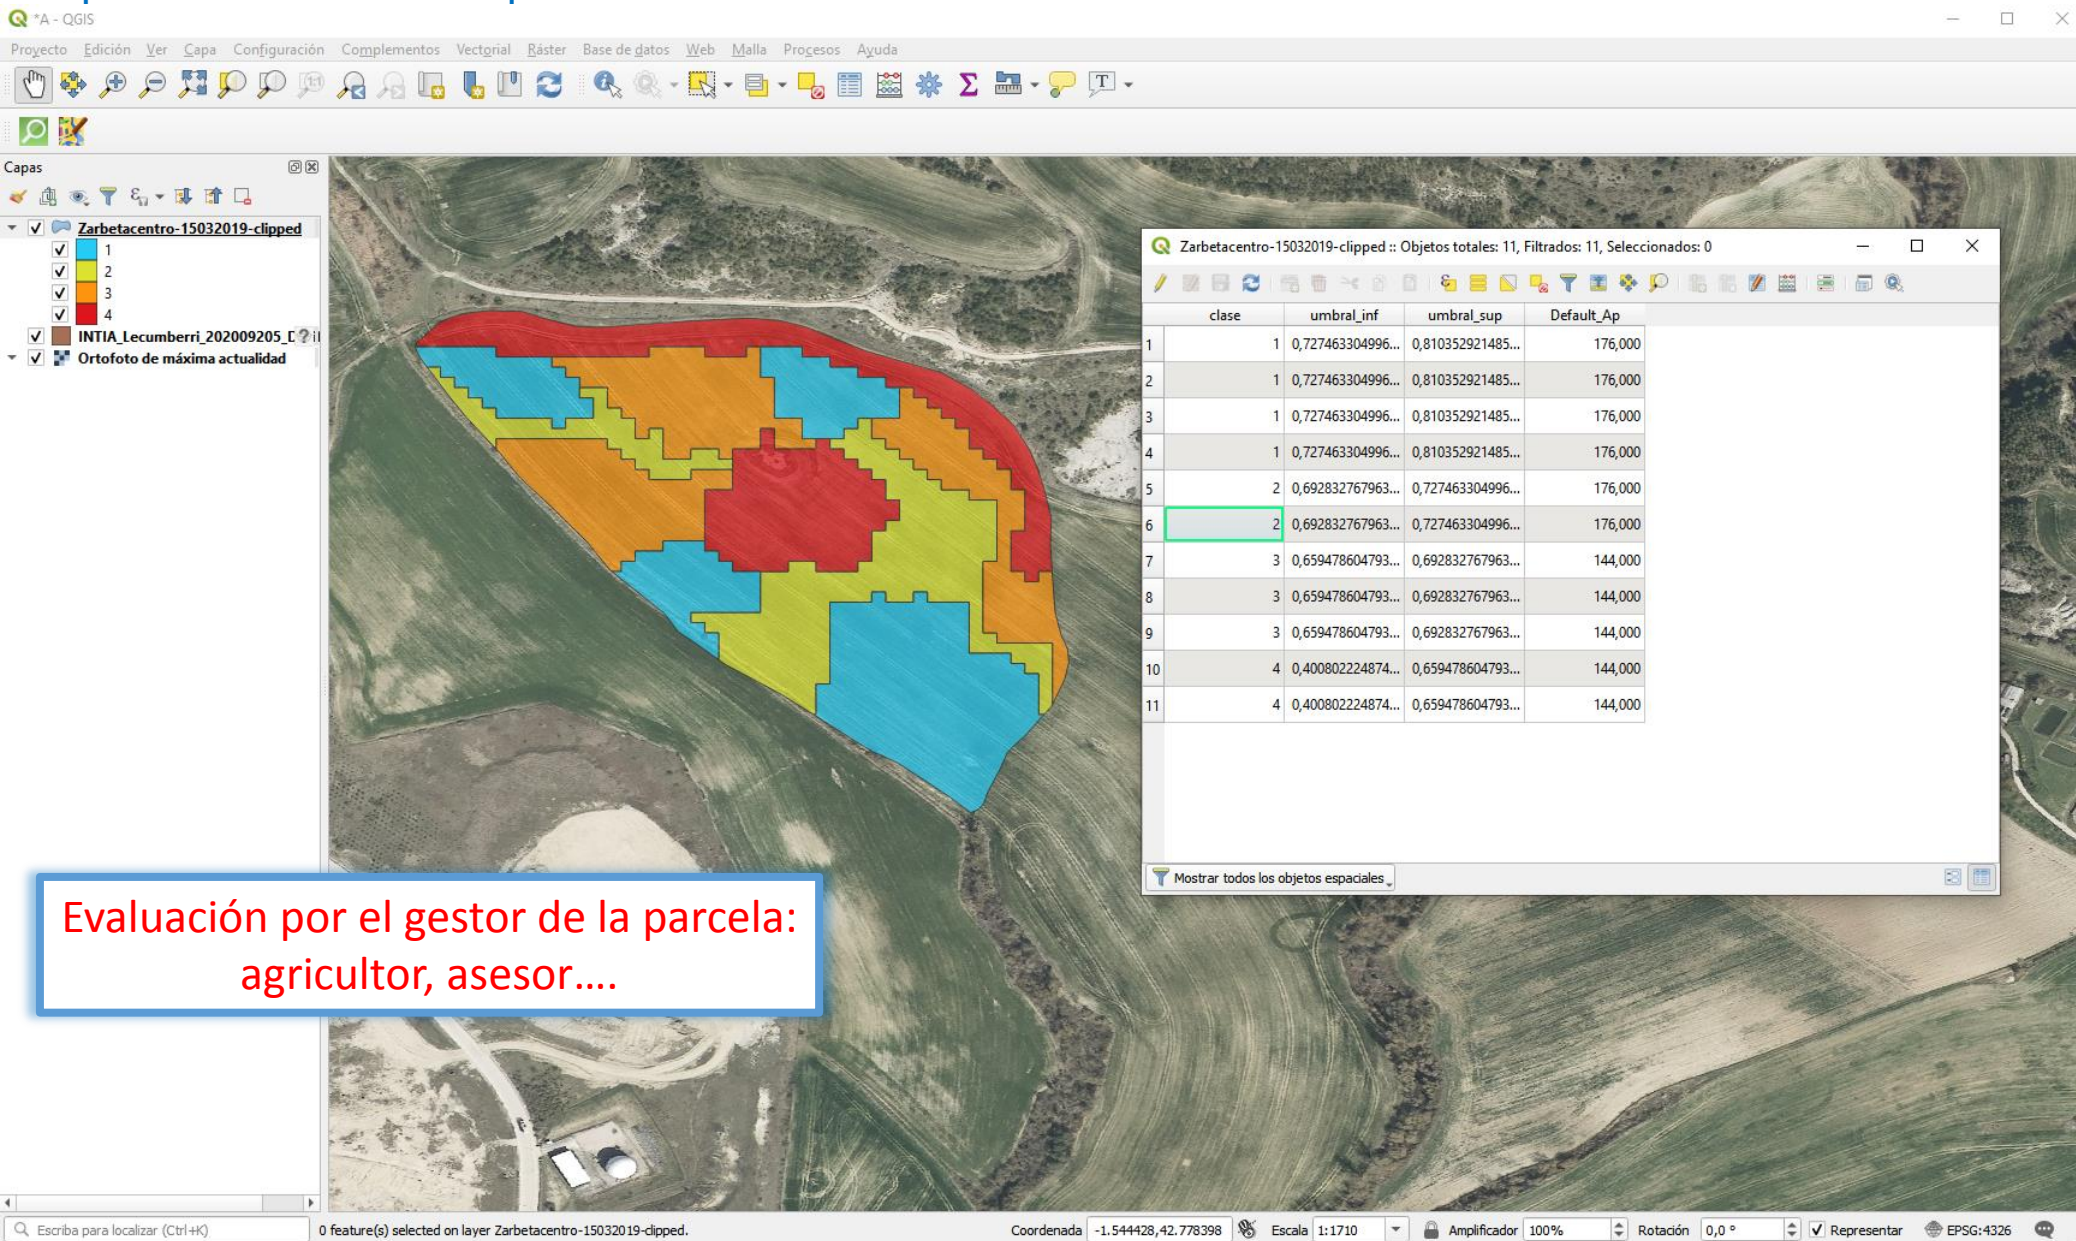 *A - QGIS
Proyecto Edición Ver Capa Configuración Complementos Vectorial Ráster Base de datos Web Malla Procesos Ayuda
Capas
Zarbetacentro-15032019-clipped
1
2
3
4
INTIA_Lecumberri_202009205_
Ortofoto de máxima actualidad
Zarbetacentro-15032019-clipped :: Objetos totales: 11, Filtrados: 11, Seleccionados: 0
clase umbral_inf umbral_sup Default_Ap
1 1 0,727463304996... 0,810352921485... 176,000
2 1 0,727463304996... 0,810352921485... 176,000
3 1 0,727463304996... 0,810352921485... 176,000
4 1 0,727463304996... 0,810352921485... 176,000
5 2 0,692832767963... 0,727463304996... 176,000
6 2 0,692832767963... 0,727463304996... 176,000
7 3 0,659478604793... 0,692832767963... 144,000
8 3 0,659478604793... 0,692832767963... 144,000
9 3 0,659478604793... 0,692832767963... 144,000
10 4 0,400802224874... 0,659478604793... 144,000
11 4 0,400802224874... 0,659478604793... 144,000
Mostrar todos los objetos espaciales
Evaluación por el gestor de la parcela:
agricultor, asesor....
Escriba para localizar (Ctrl+K) 0 feature(s) selected on layer Zarbetacentro-15032019-clipped. Coordenada -1.544428,42.778398 Escala 1:1710 Amplificador 100% Rotación 0,0 ° Representar EPSG:4326